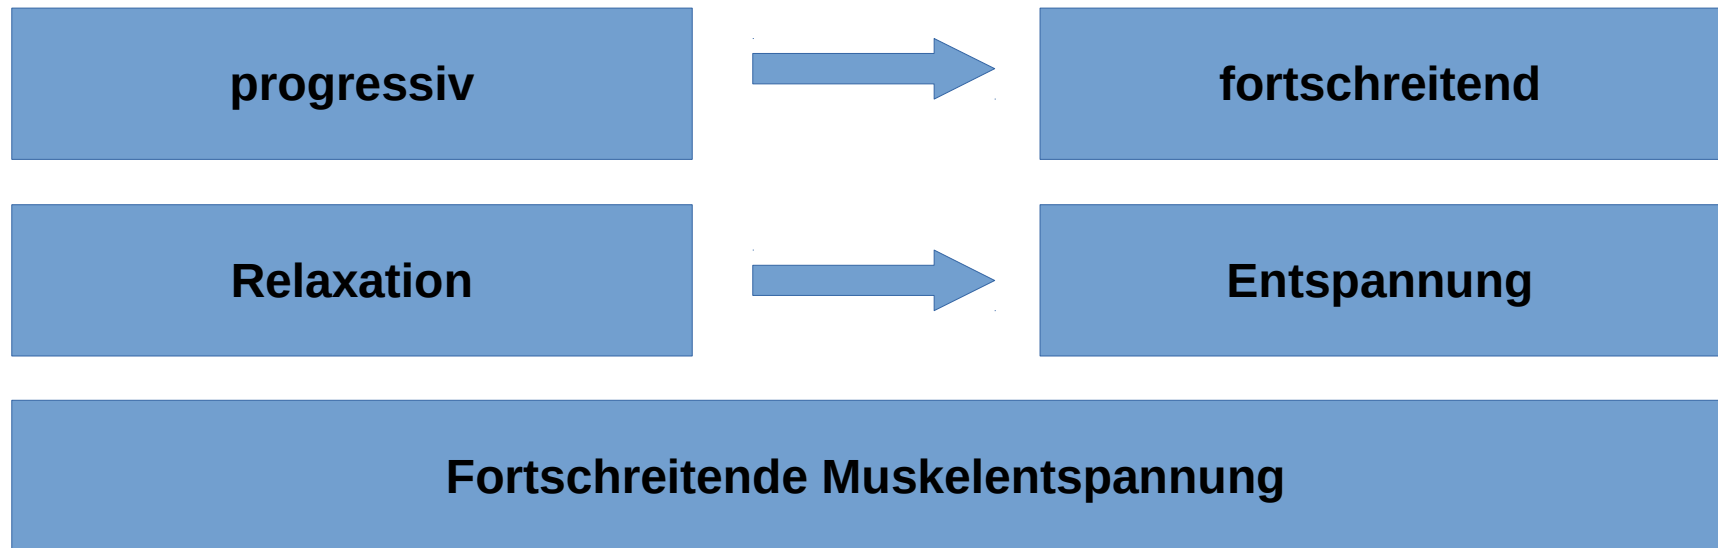 progressiv
fortschreitend
Relaxation
Entspannung
Fortschreitende Muskelentspannung